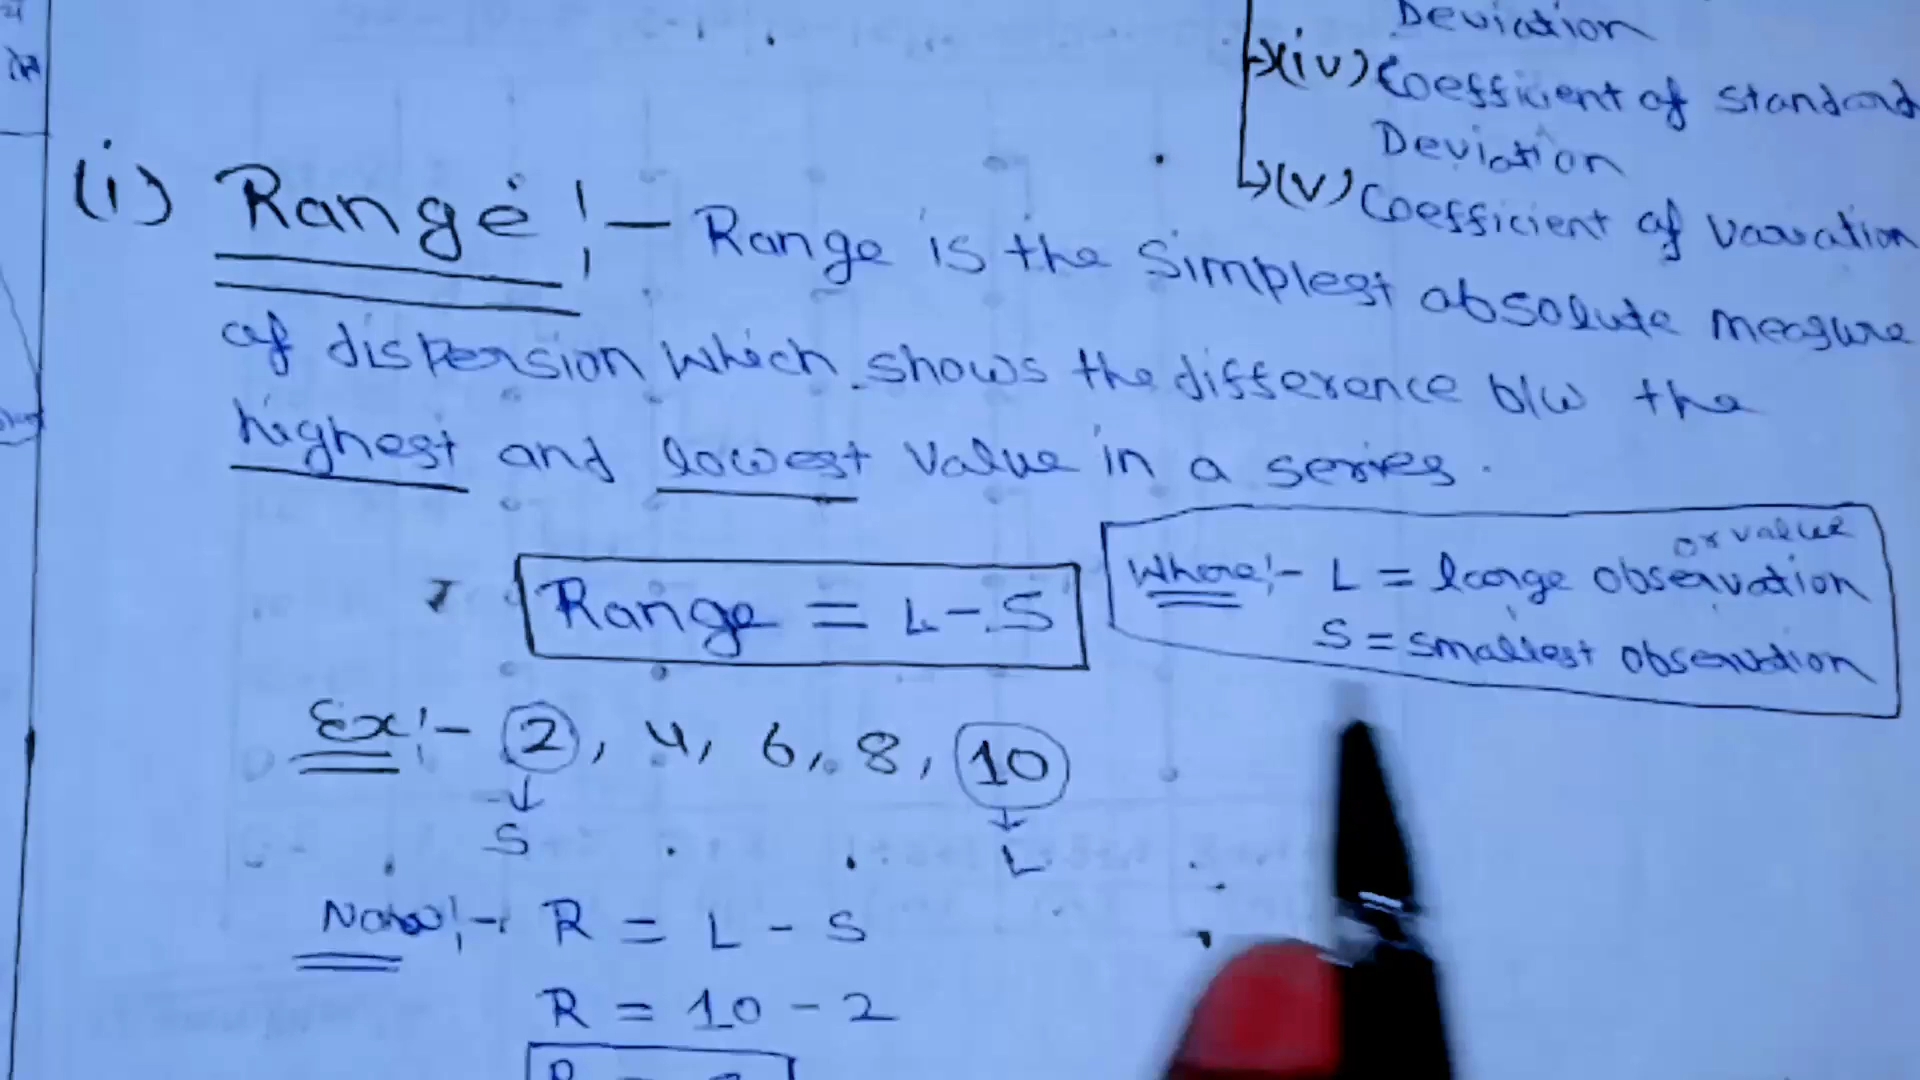 Deviation
(iv) Coefficient of Standard
Deviation
(v) Coefficient of Variation
(i) Range :- Range is the Simplest absolute measure
of dispersion which shows the difference b/w the
highest and lowest value in a series.
Range = L - S
Where:- L = large observation
or value
S = smallest observation
Ex:- 2, 4, 6, 8, 10
S
L
Now:- R = L - S
R = 10 - 2